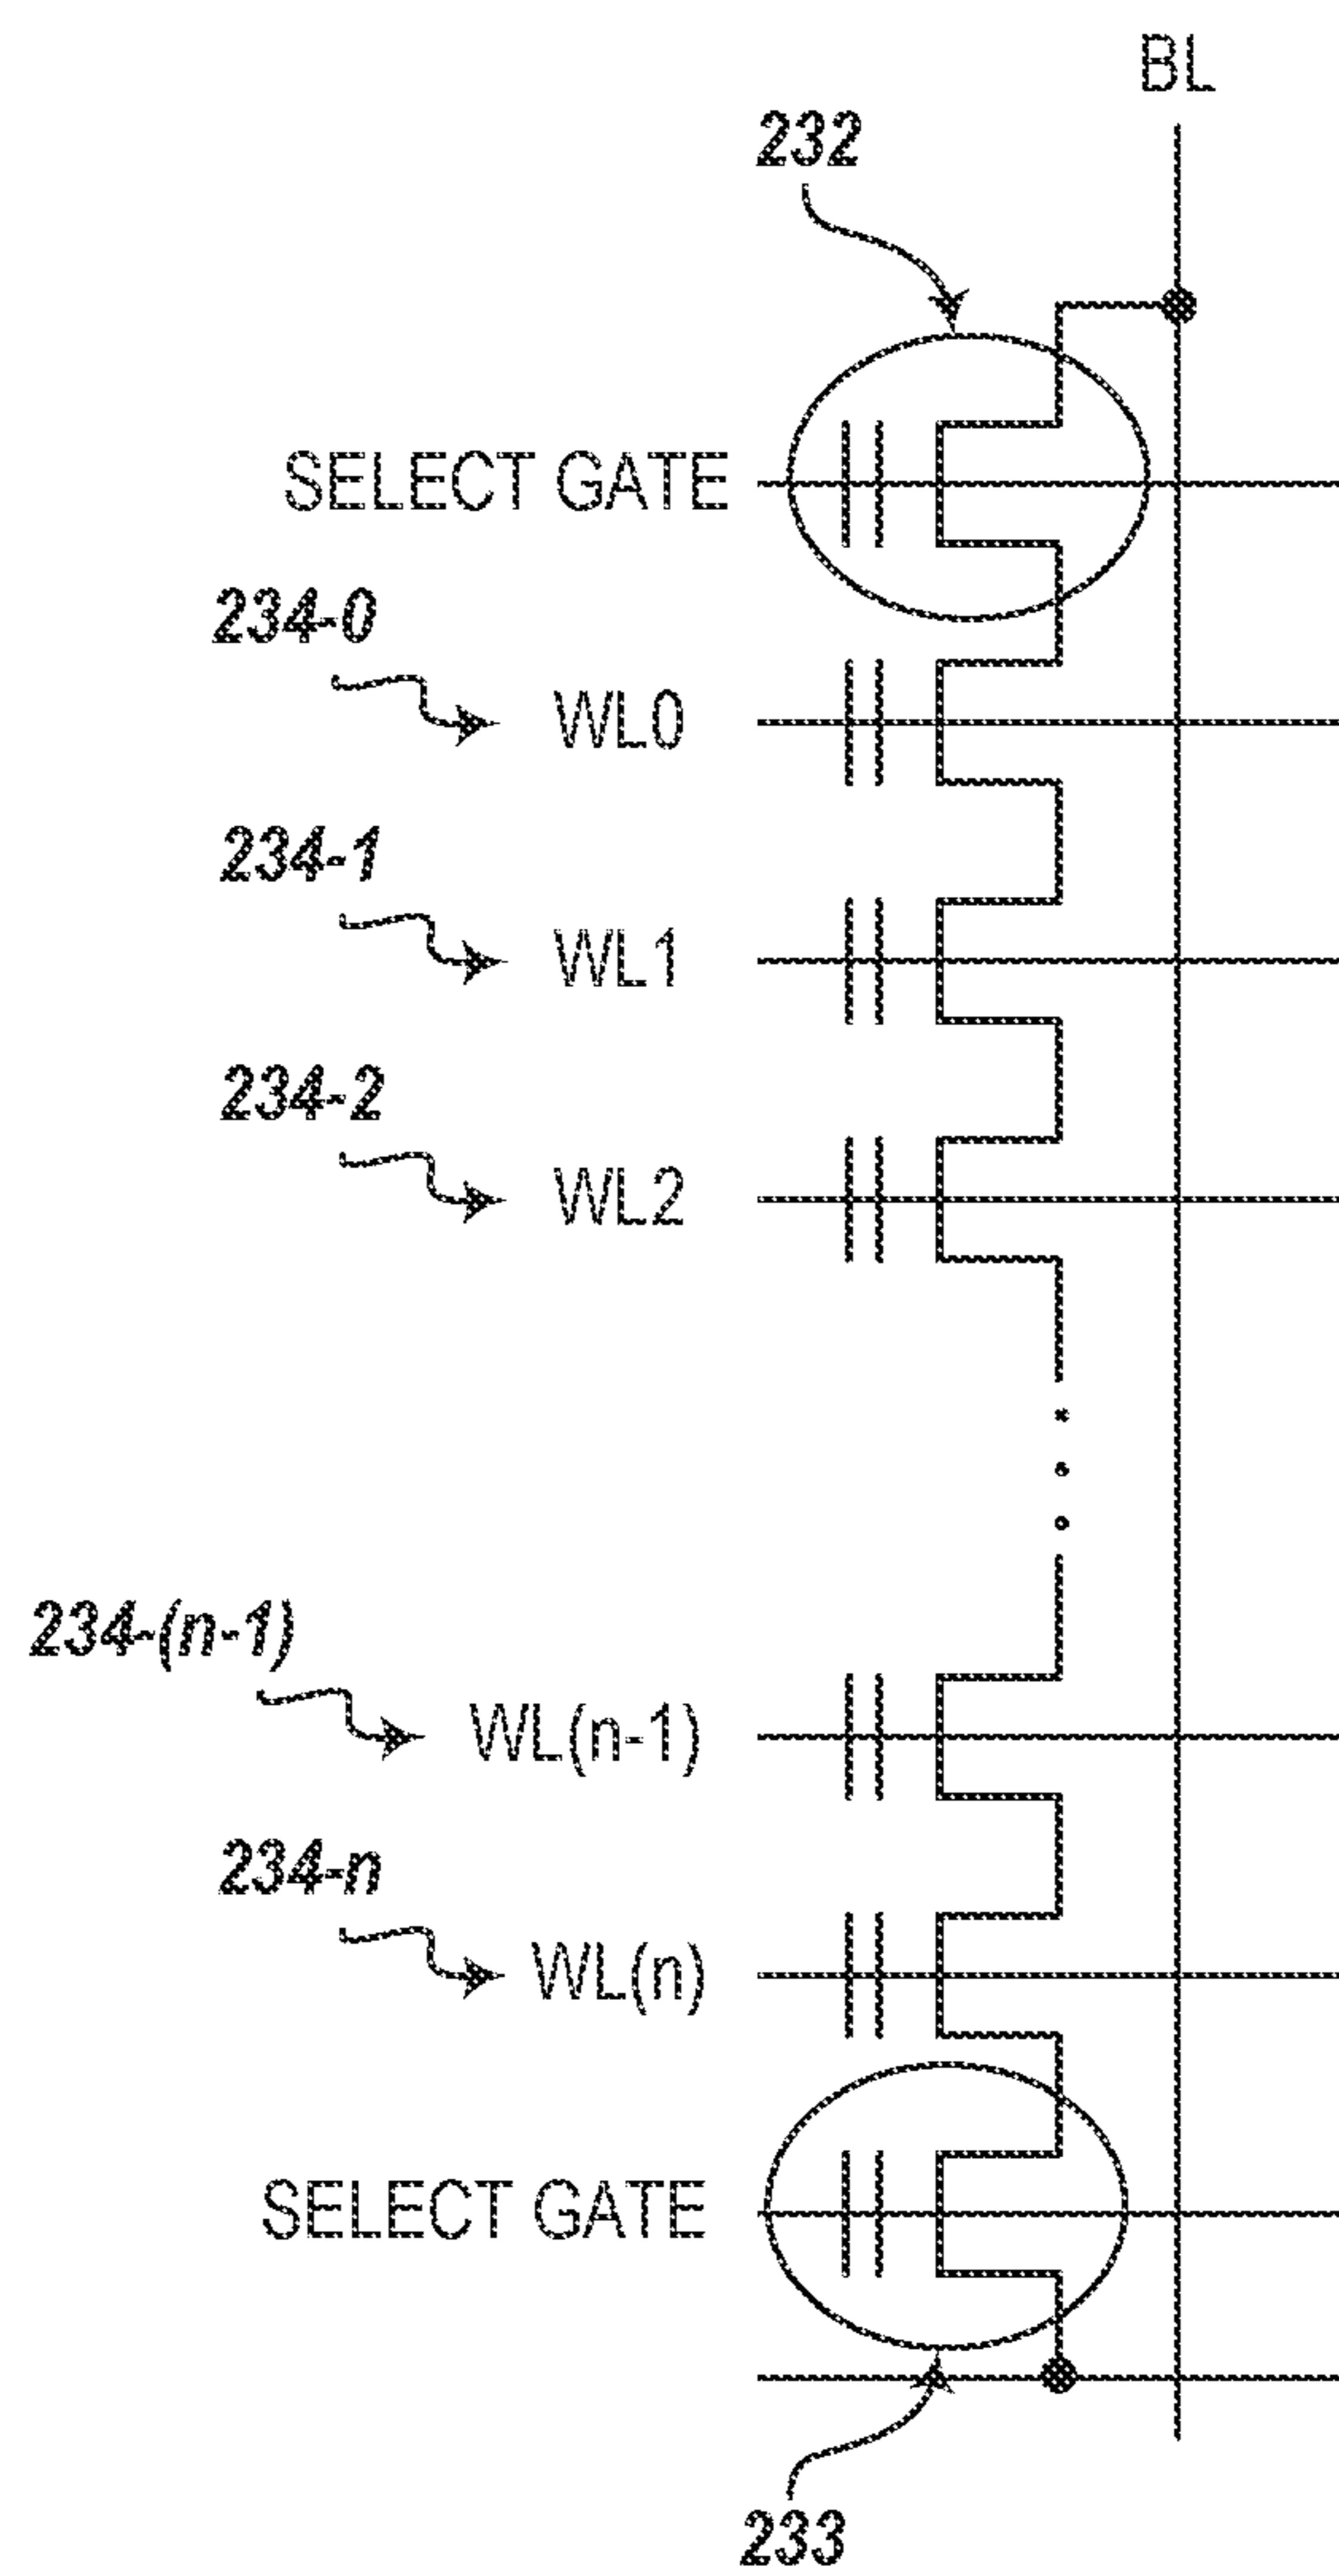 BL
232
SELECT GATE
234-0
WL0
234-1
WL1
234-2
WL2
234-(n-1)
WL(n-1)
234-n
WL(n)
SELECT GATE
233